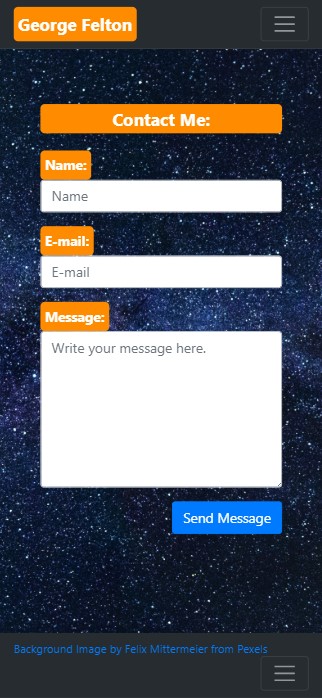 George Felton
Contact Me:
Name:
Name
E-mail:
E-mail
Message:
Write your message here.
Send Message
Background Image by Felix Mittermeier from Pexels